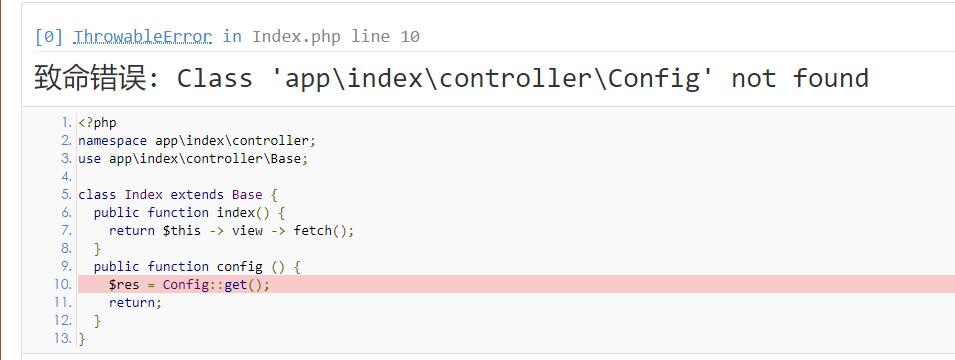 [0] ThrowableError in Index.php line 10
致命错误: Class 'app\index\controller\Config' not found
1. <?php
2. namespace app\index\controller;
3. use app\index\controller\Base;
4.
5. class Index extends Base {
6. public function index() {
7. return $this -> view -> fetch();
8. }
9. public function config () {
10. $res = Config::get();
11. return;
12. }
13. }